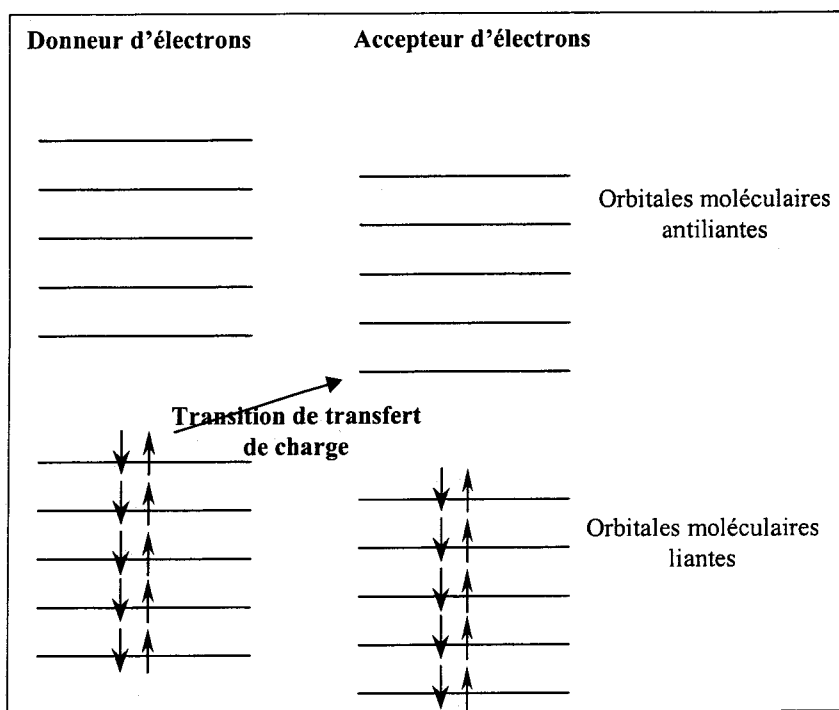 Donneur d'électrons
Accepteur d'électrons
Orbitales moléculaires
antiliantes
Transition de transfert
de charge
Orbitales moléculaires
liantes